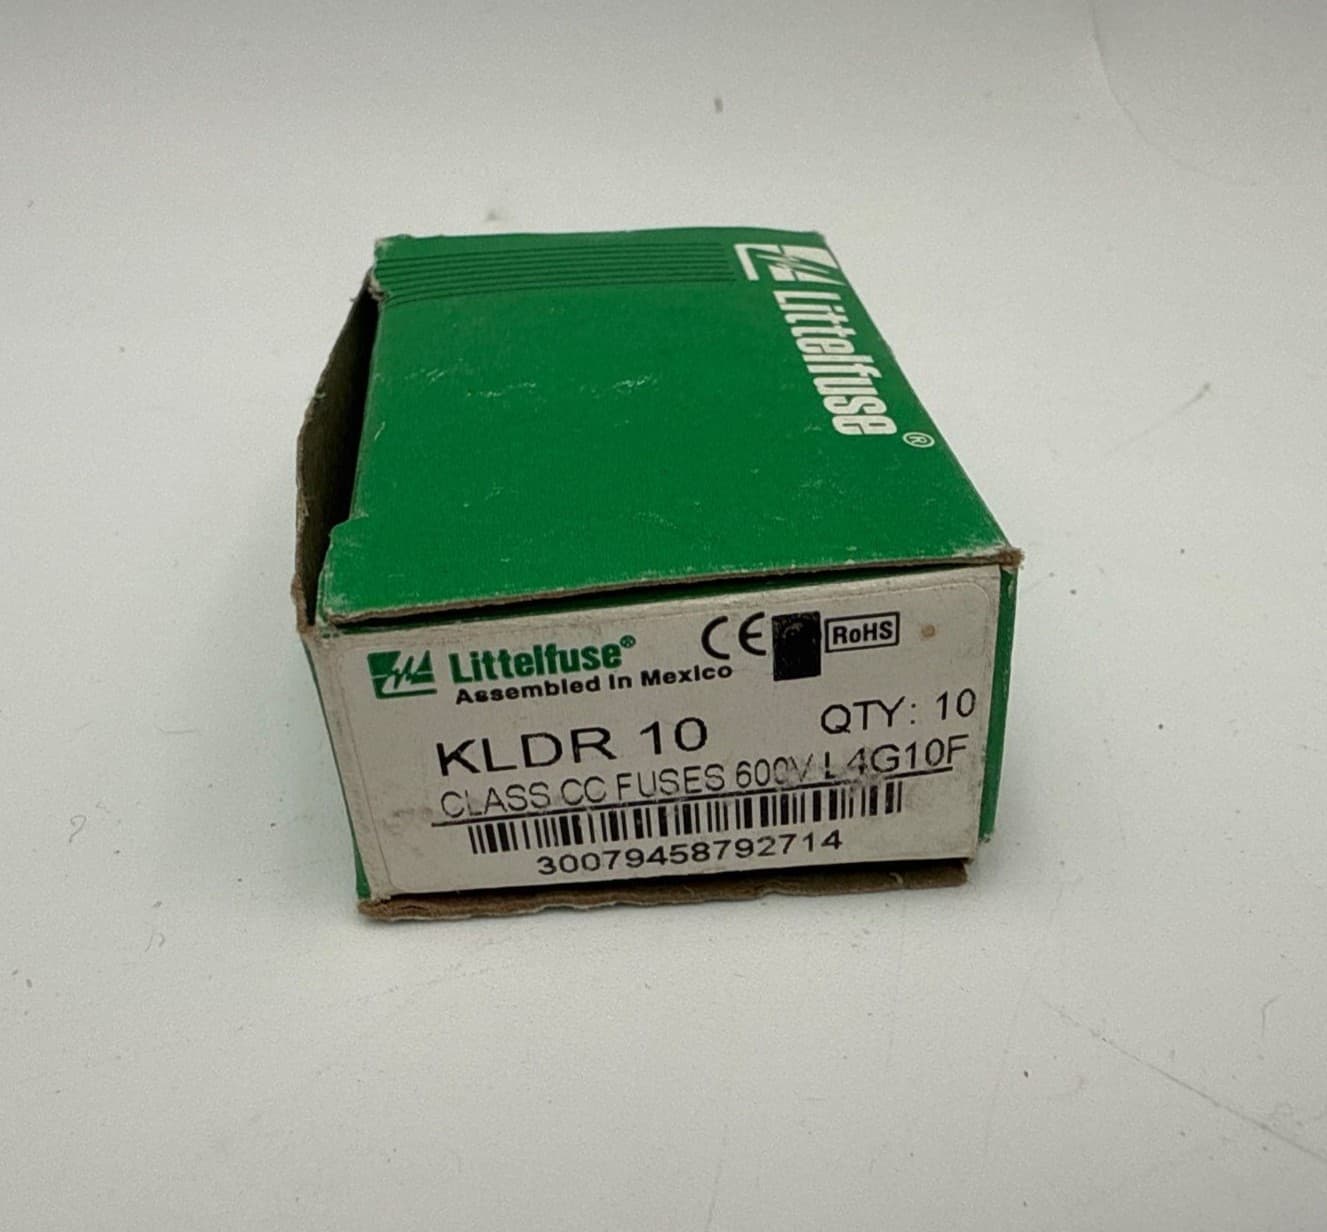 Littelfuse®
Littelfuse® CE RoHS
Assembled in Mexico
KLDR 10 QTY: 10
CLASS CC FUSES 600V L4G10F
30079458792714